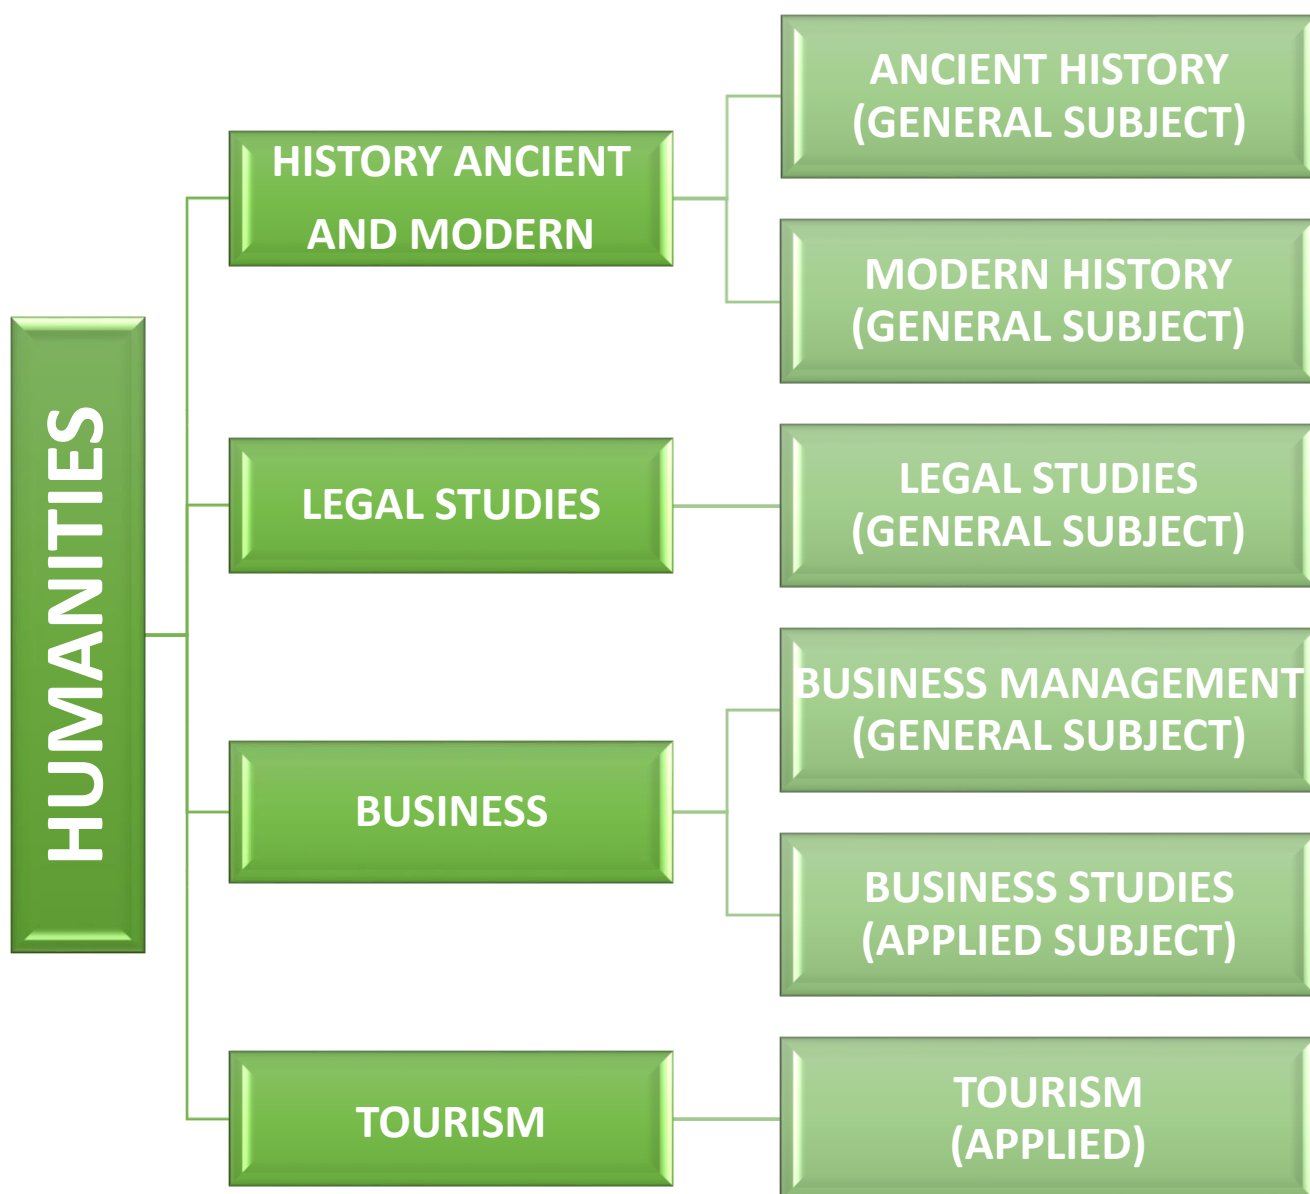 HUMANITIES
HISTORY ANCIENT
AND MODERN
ANCIENT HISTORY
(GENERAL SUBJECT)
MODERN HISTORY
(GENERAL SUBJECT)
LEGAL STUDIES
LEGAL STUDIES
(GENERAL SUBJECT)
BUSINESS
BUSINESS MANAGEMENT
(GENERAL SUBJECT)
BUSINESS STUDIES
(APPLIED SUBJECT)
TOURISM
TOURISM
(APPLIED)